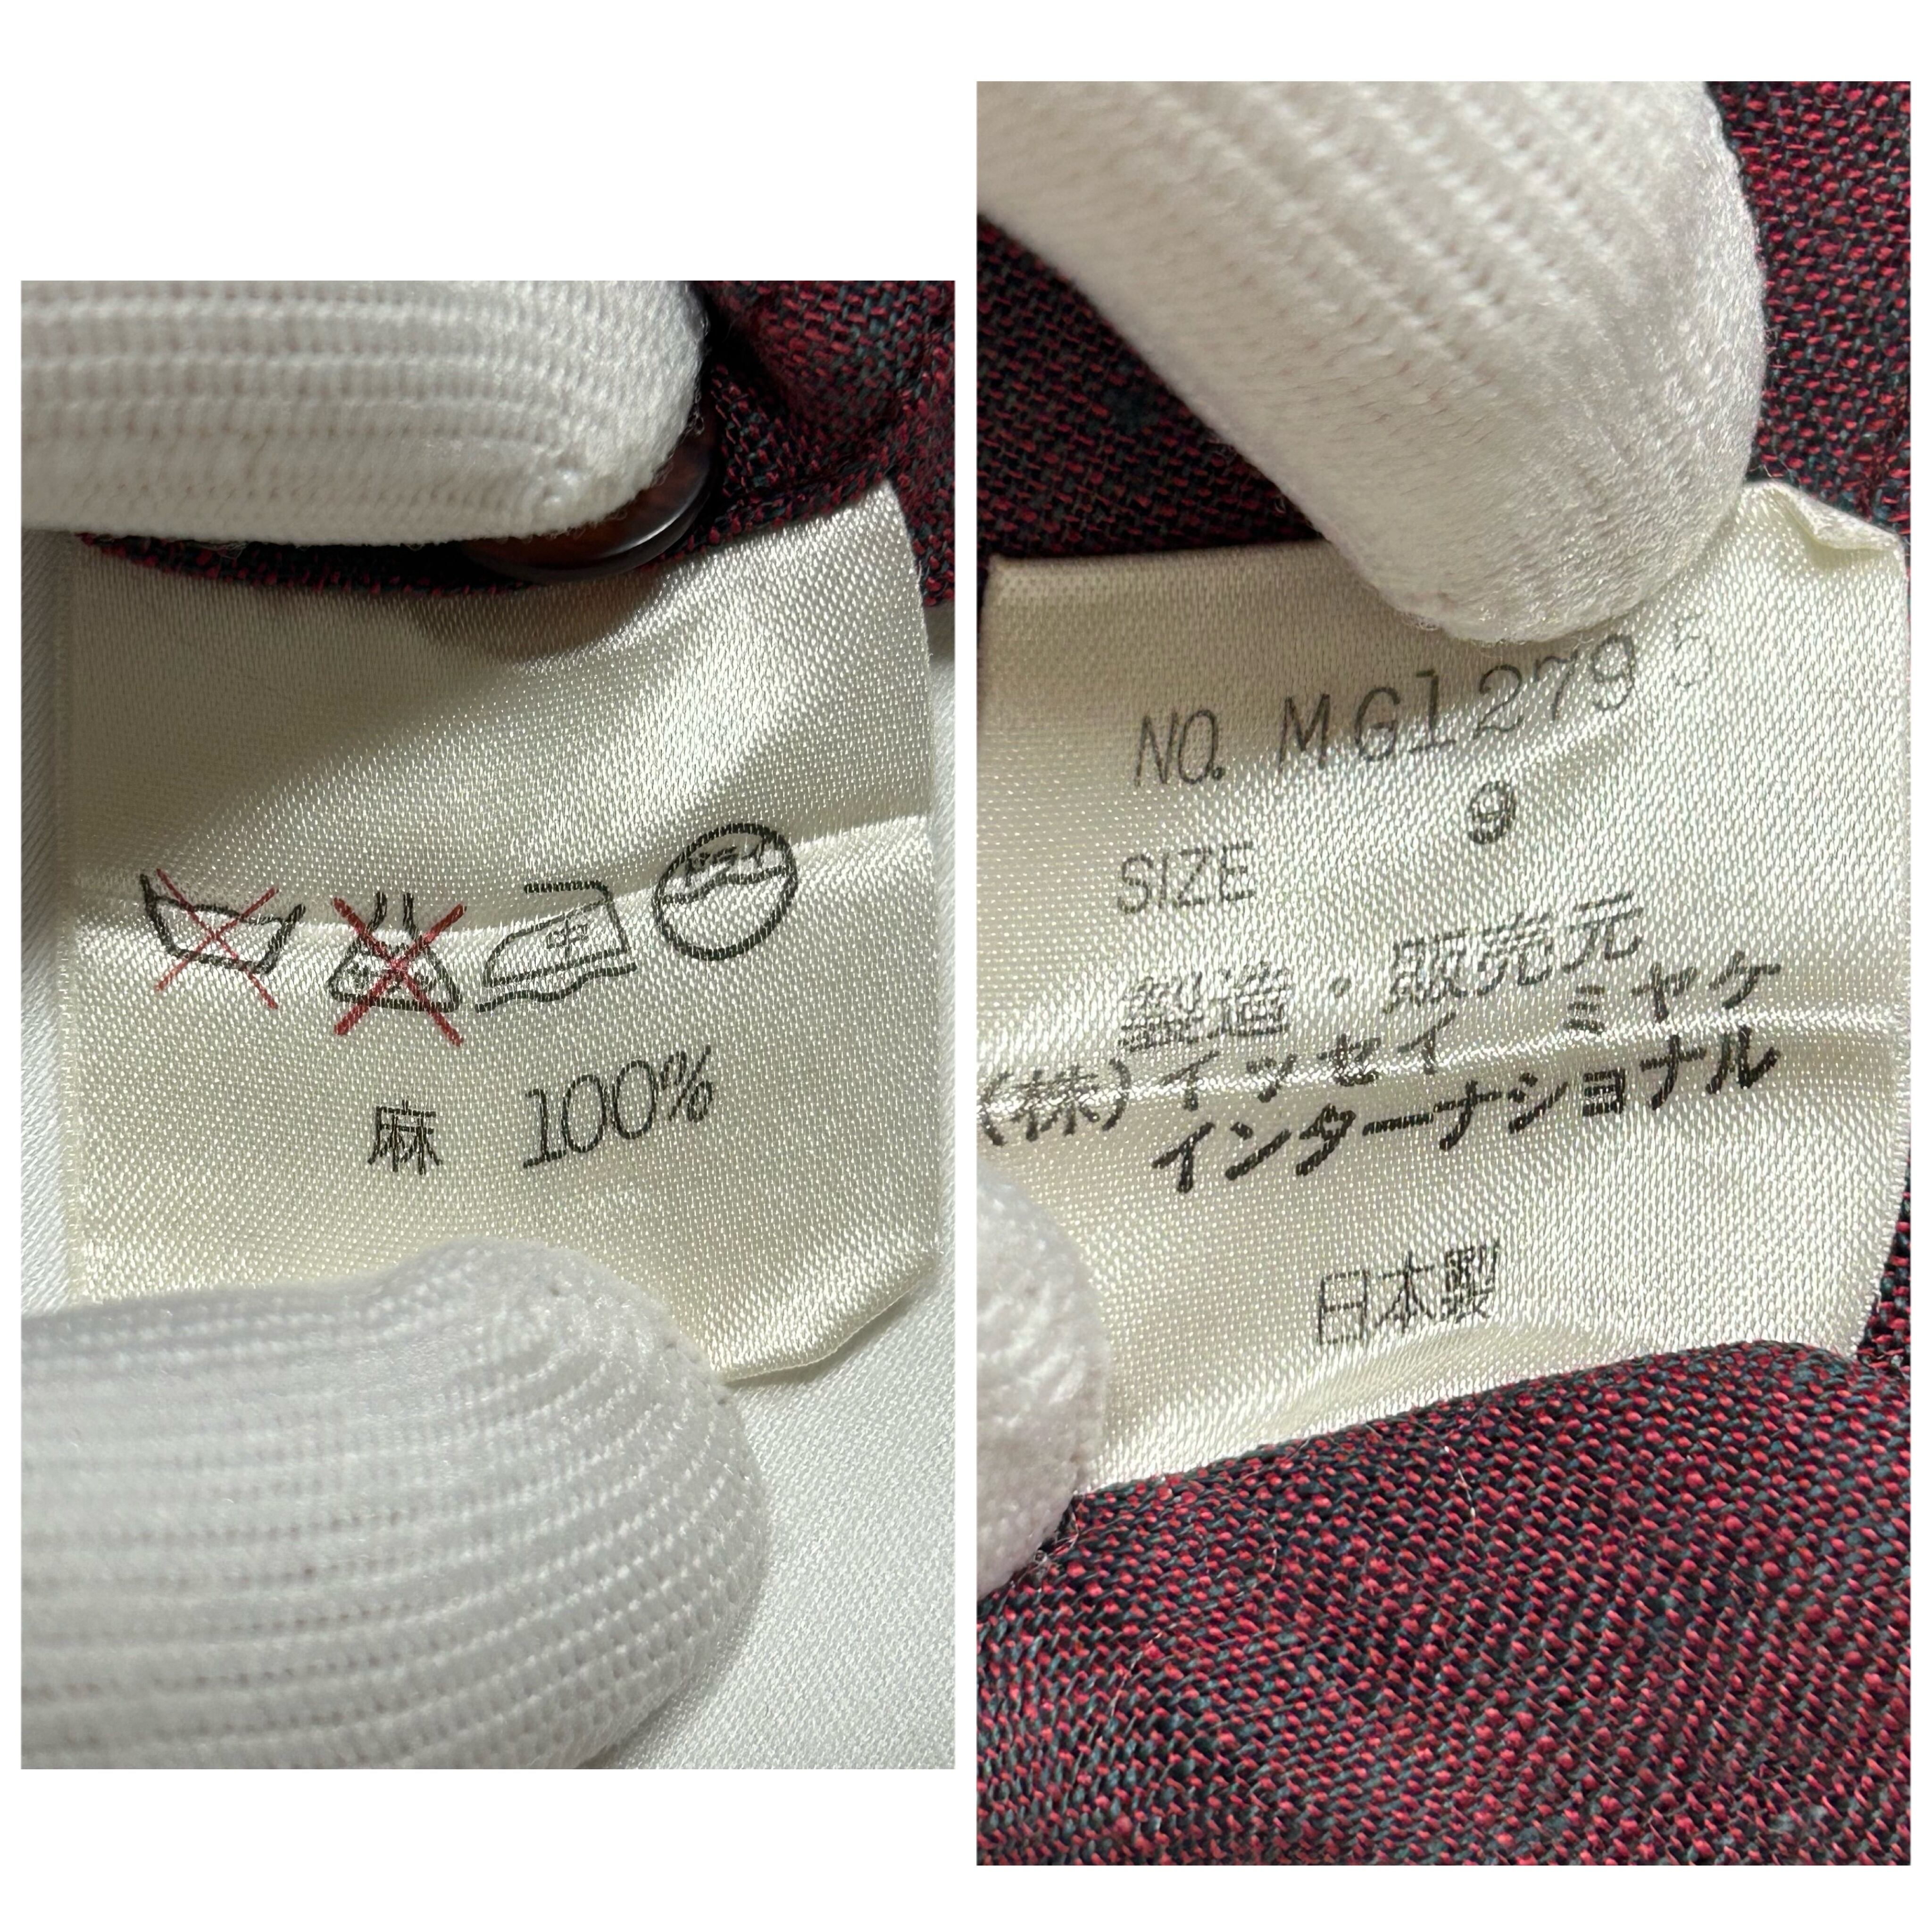 ドライ
中
麻 100%
NO. MG12795
SIZE 9
製造・販売元
(株)イッセイ ミヤケ
インターナショナル
日本製